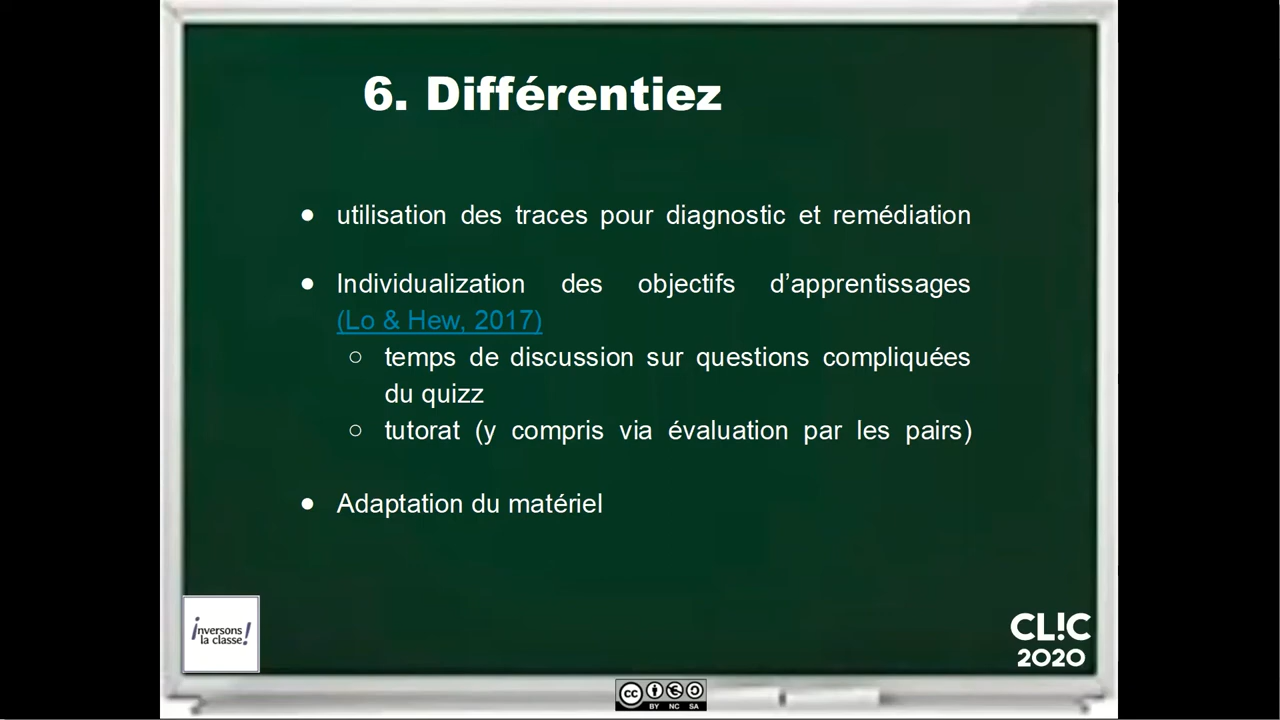 6. Différentiez
● utilisation des traces pour diagnostic et remédiation
● Individualization des objectifs d’apprentissages
(Lo & Hew, 2017)
○ temps de discussion sur questions compliquées
du quizz
○ tutorat (y compris via évaluation par les pairs)
● Adaptation du matériel
¡nversons
la classe!
CL!C
2020
cc
BY NC SA